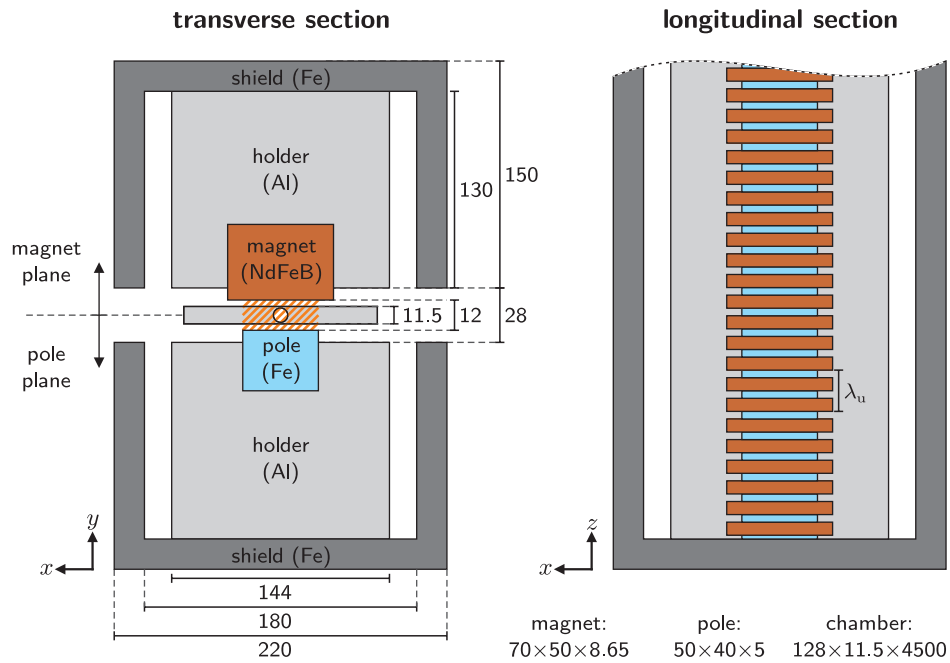 transverse section
longitudinal section
shield (Fe)
holder
(Al)
130
150
magnet
plane
magnet
(NdFeB)
11.5
12
28
pole
plane
pole
(Fe)
λu
holder
(Al)
y
x
shield (Fe)
z
x
144
180
220
magnet:
70×50×8.65
pole:
50×40×5
chamber:
128×11.5×4500